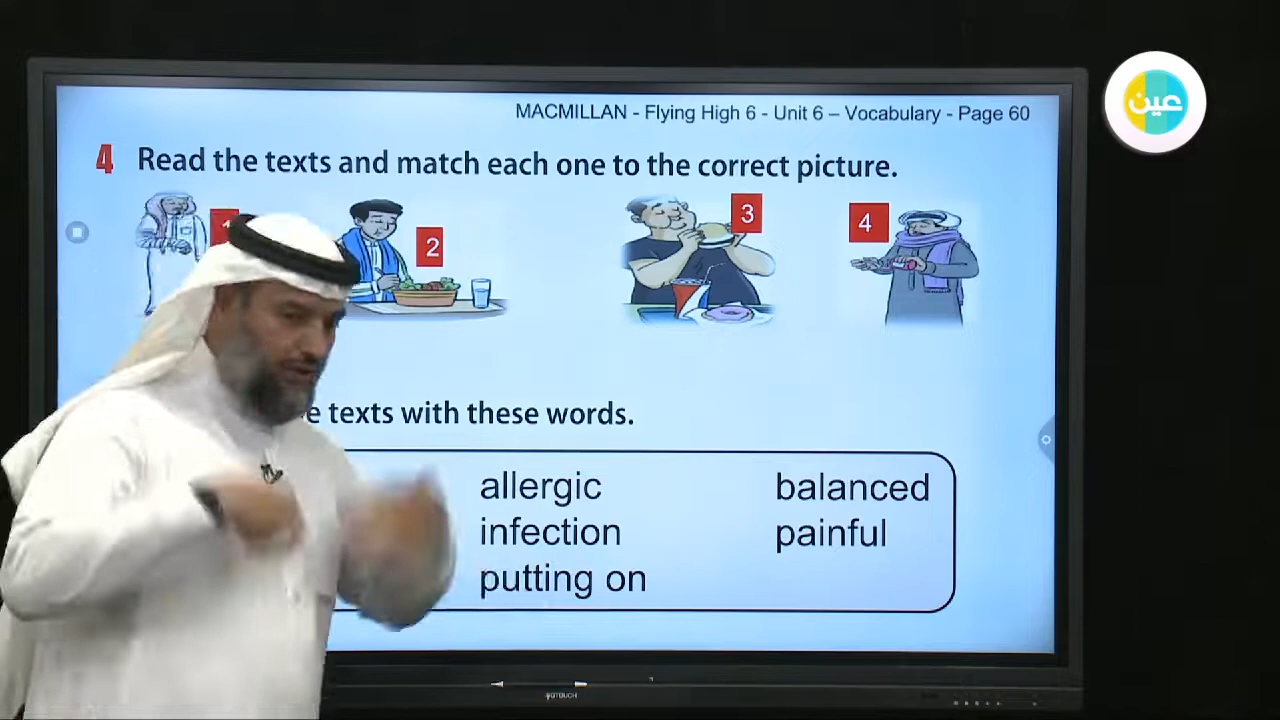 عين
MACMILLAN - Flying High 6 - Unit 6 – Vocabulary - Page 60
4 Read the texts and match each one to the correct picture.
1 2 3 4
texts with these words.
allergic balanced
infection painful
putting on